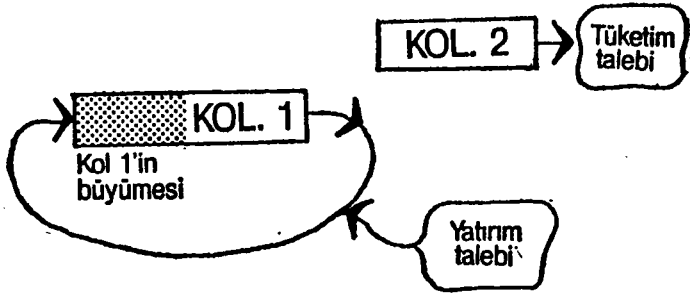 KOL. 2
Tüketim
talebi
KOL. 1
Kol 1'in
büyümesi
Yatırım
talebi